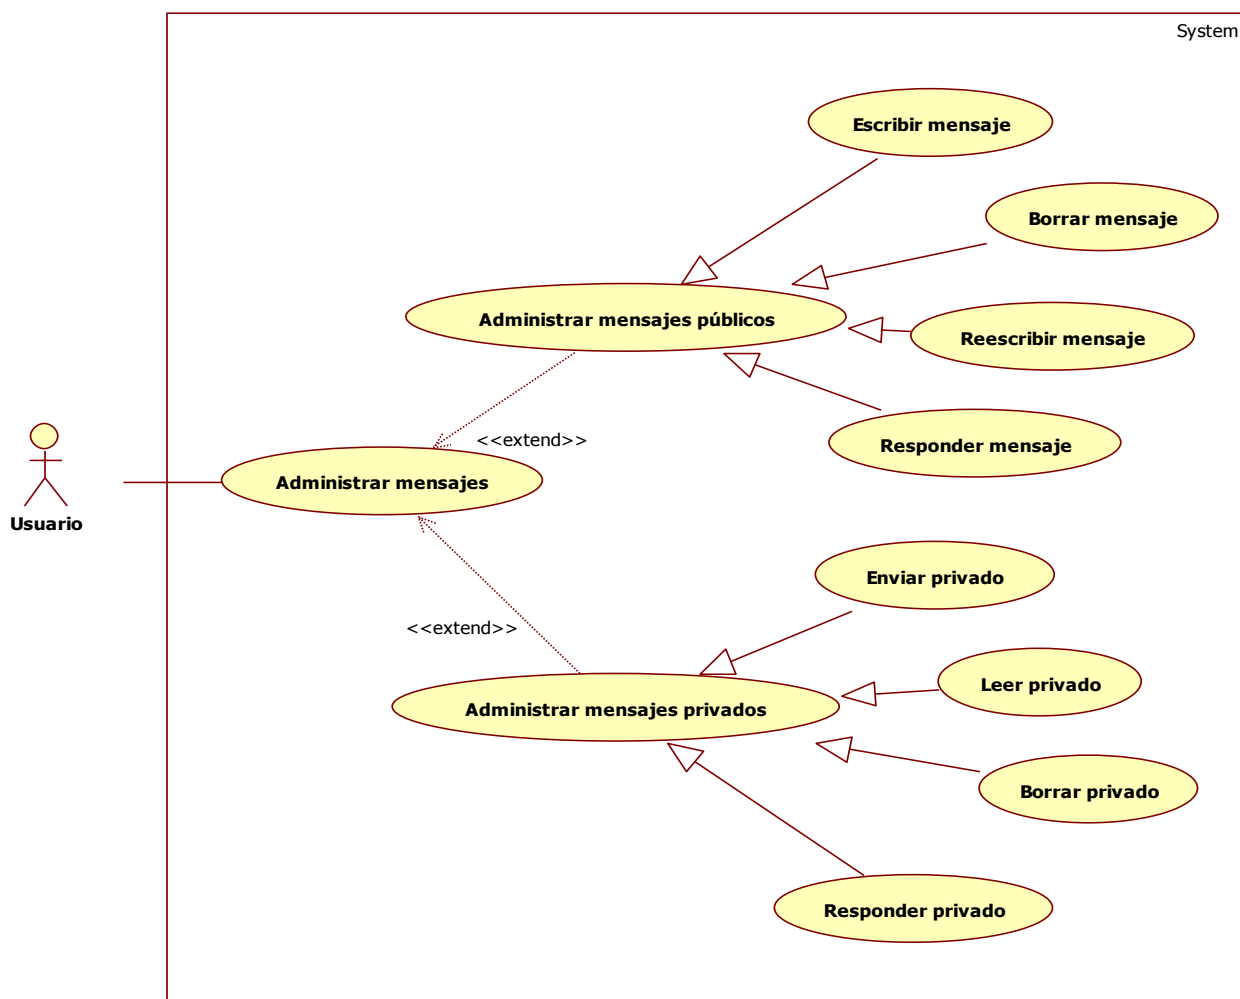 System
Escribir mensaje
Borrar mensaje
Administrar mensajes públicos
Reescribir mensaje
Responder mensaje
<<extend>>
Administrar mensajes
Usuario
Enviar privado
<<extend>>
Leer privado
Administrar mensajes privados
Borrar privado
Responder privado